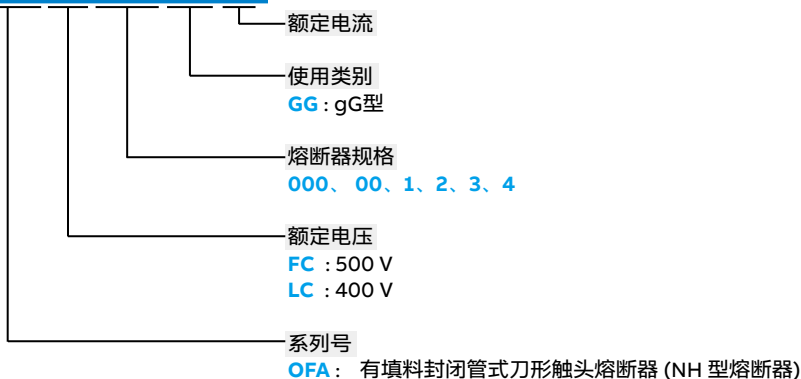 额定电流
使用类别
GG : gG型
熔断器规格
000、 00、1、2、3、4
额定电压
FC : 500 V
LC : 400 V
系列号
OFA : 有填料封闭管式刀形触头熔断器 (NH 型熔断器)